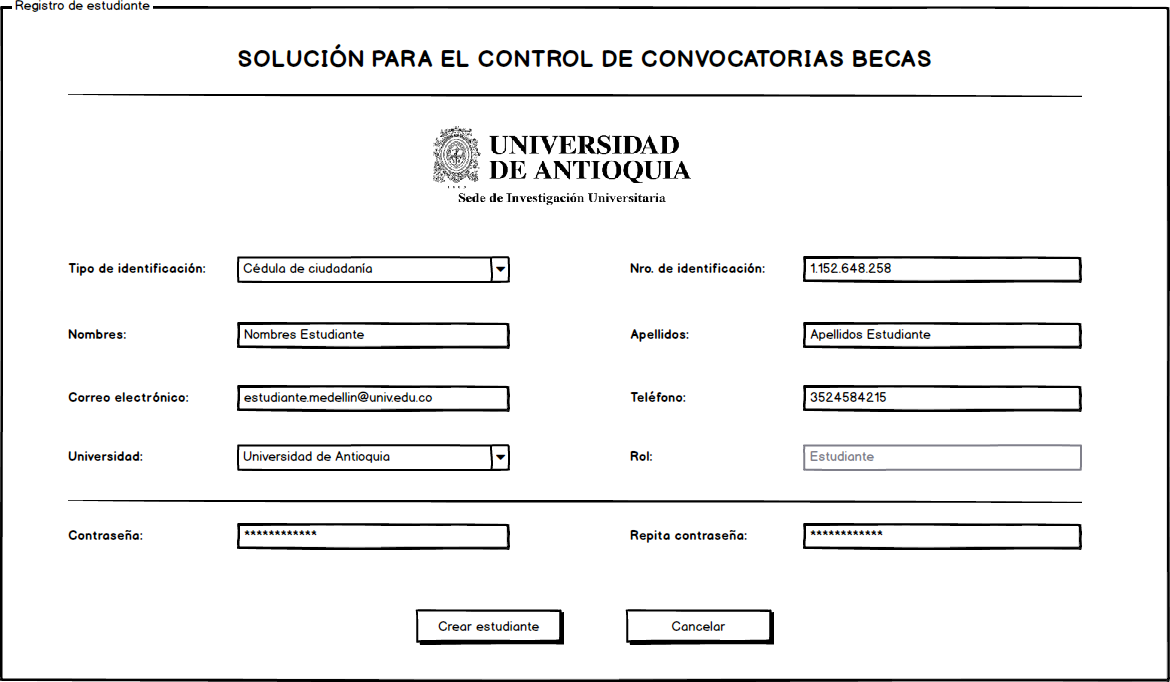 Registro de estudiante
SOLUCIÓN PARA EL CONTROL DE CONVOCATORIAS BECAS
UNIVERSIDAD
DE ANTIOQUIA
Sede de Investigación Universitaria
Tipo de identificación: Cédula de ciudadanía Nro. de identificación: 1.152.648.258
Nombres: Nombres Estudiante Apellidos: Apellidos Estudiante
Correo electrónico: estudiante.medellin@univ.edu.co Teléfono: 3524584215
Universidad: Universidad de Antioquia Rol: Estudiante
Contraseña: ************ Repita contraseña: ************
Crear estudiante Cancelar